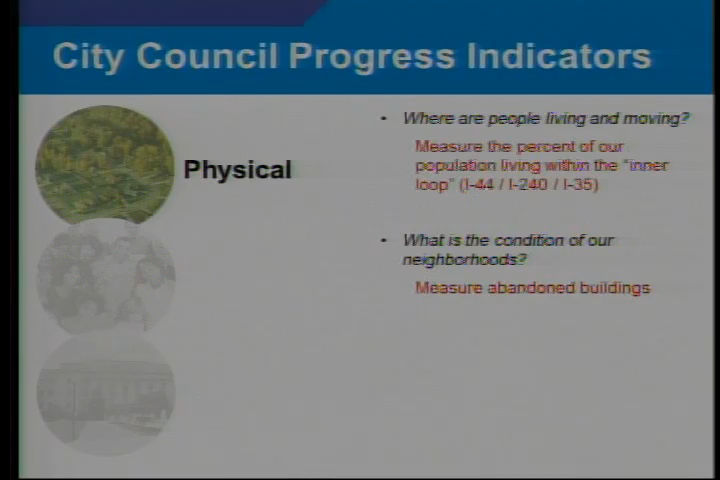 City Council Progress Indicators
Physical
• Where are people living and moving?
Measure the percent of our
population living within the "inner
loop" (I-44 / I-240 / I-35)
• What is the condition of our
neighborhoods?
Measure abandoned buildings